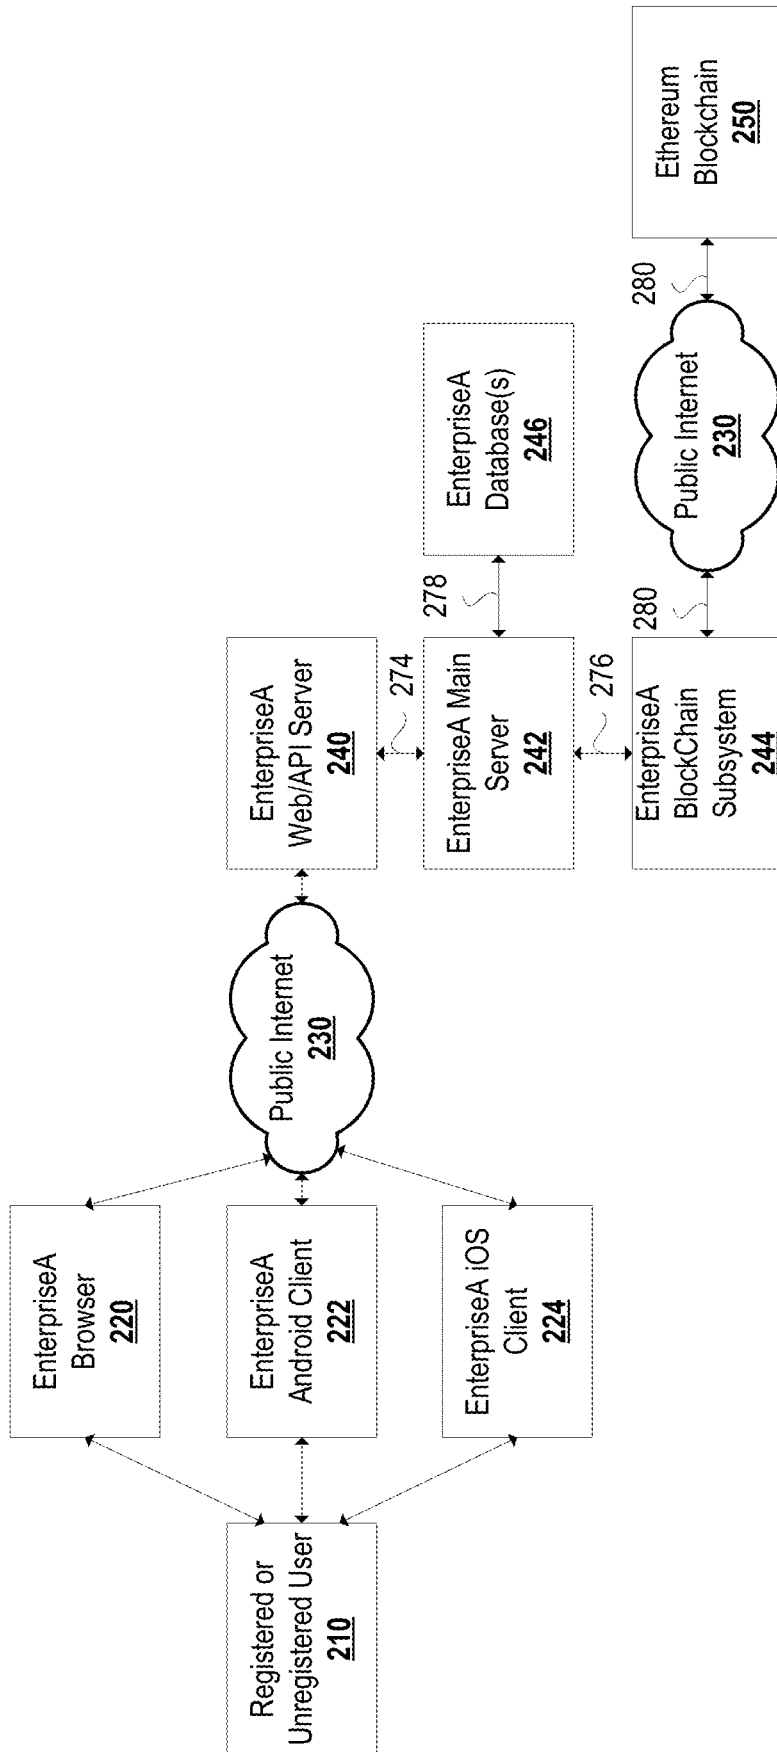 Registered or
Unregistered User
210
EnterpriseA
Browser
220
EnterpriseA
Android Client
222
EnterpriseA iOS
Client
224
Public Internet
230
EnterpriseA
Web/API Server
240
274
EnterpriseA Main
Server
242
278
EnterpriseA
Database(s)
246
276
EnterpriseA
BlockChain
Subsystem
244
280
Public Internet
230
280
Ethereum
Blockchain
250